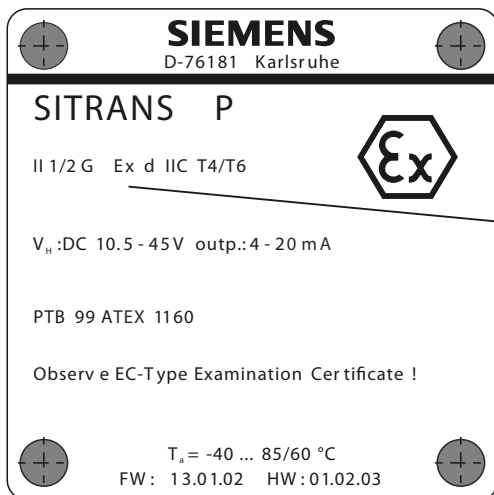 SIEMENS
D-76181 Karlsruhe
SITRANS P
II 1/2 G Ex d IIC T4/T6
εx
V_H :DC 10.5 - 45 V outp.: 4 - 20 mA
PTB 99 ATEX 1160
Observe EC-Type Examination Certificate !
T_a = -40 ... 85/60 °C
FW : 13.01.02 HW : 01.02.03